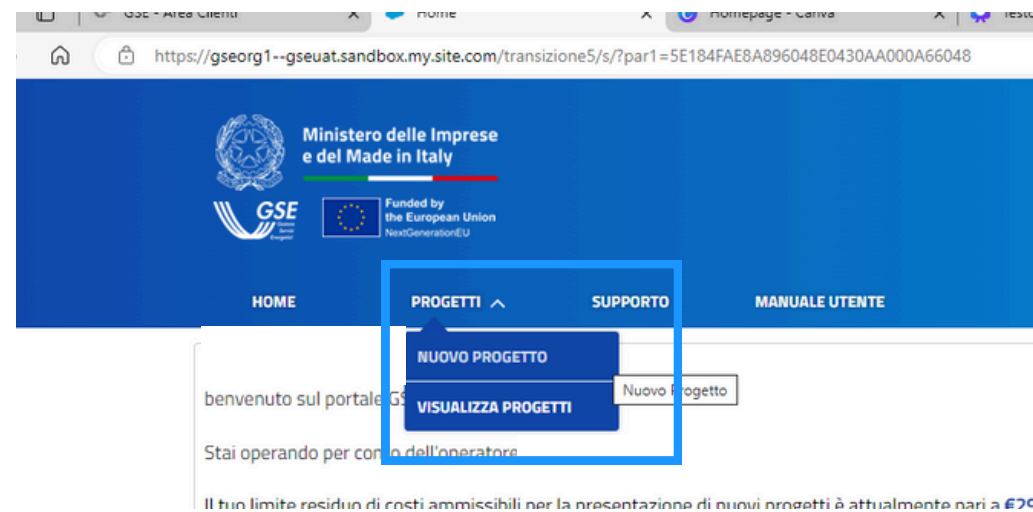 GSE - Area Clienti
Home
Homepage - Canva
https://gseorg1--gseuat.sandbox.my.site.com/transizione5/s/?par1=5E184FAE8A896048E0430AA000A66048
Ministero delle Imprese
e del Made in Italy
GSE
Funded by
the European Union
NextGenerationEU
HOME PROGETTI SUPPORTO MANUALE UTENTE
NUOVO PROGETTO
VISUALIZZA PROGETTI
Nuovo Progetto
benvenuto sul portale
Stai operando per conto dell'operatore
Il tuo limite residuo di costi ammissibili per la presentazione di nuovi progetti è attualmente pari a €29